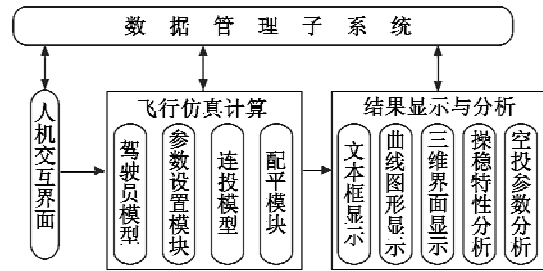 数据管理子系统
人机交互界面
飞行仿真计算
驾驶员模型
参数设置模块
连投模型
配平模块
结果显示与分析
文本框显示
曲线图形显示
三维界面显示
操稳特性分析
空投参数分析